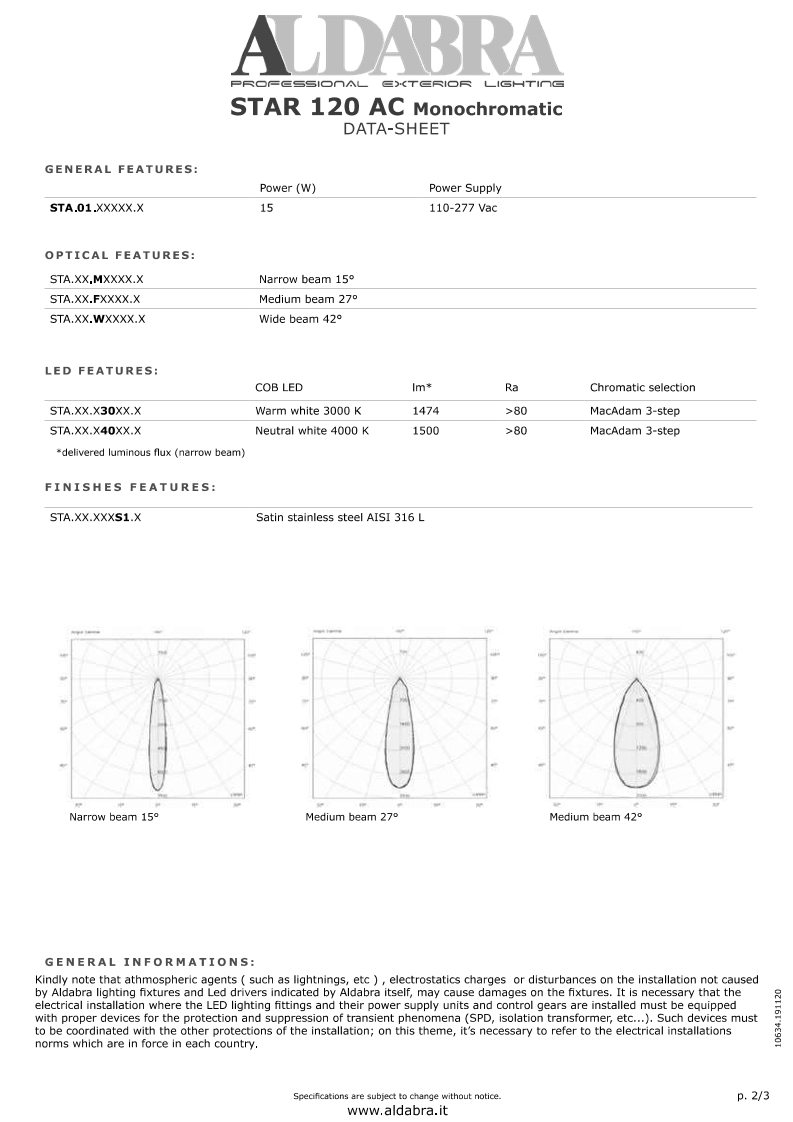 ALDABRA
PROFESSIONAL EXTERIOR LIGHTING
STAR 120 AC Monochromatic
DATA-SHEET
GENERAL FEATURES:
Power (W) Power Supply
STA.01.XXXXX.X 15 110-277 Vac
OPTICAL FEATURES:
STA.XX.MXXXX.X Narrow beam 15°
STA.XX.FXXXX.X Medium beam 27°
STA.XX.WXXXX.X Wide beam 42°
LED FEATURES:
COB LED lm* Ra Chromatic selection
STA.XX.X30XX.X Warm white 3000 K 1474 >80 MacAdam 3-step
STA.XX.X40XX.X Neutral white 4000 K 1500 >80 MacAdam 3-step
*delivered luminous flux (narrow beam)
FINISHES FEATURES:
STA.XX.XXXS1.X Satin stainless steel AISI 316 L
Narrow beam 15° Medium beam 27° Medium beam 42°
GENERAL INFORMATIONS:
Kindly note that athmospheric agents ( such as lightnings, etc ) , electrostatics charges or disturbances on the installation not caused
by Aldabra lighting fixtures and Led drivers indicated by Aldabra itself, may cause damages on the fixtures. It is necessary that the
electrical installation where the LED lighting fittings and their power supply units and control gears are installed must be equipped
with proper devices for the protection and suppression of transient phenomena (SPD, isolation transformer, etc...). Such devices must
to be coordinated with the other protections of the installation; on this theme, it's necessary to refer to the electrical installations
norms which are in force in each country.
10634.191120
Specifications are subject to change without notice.
www.aldabra.it
p. 2/3